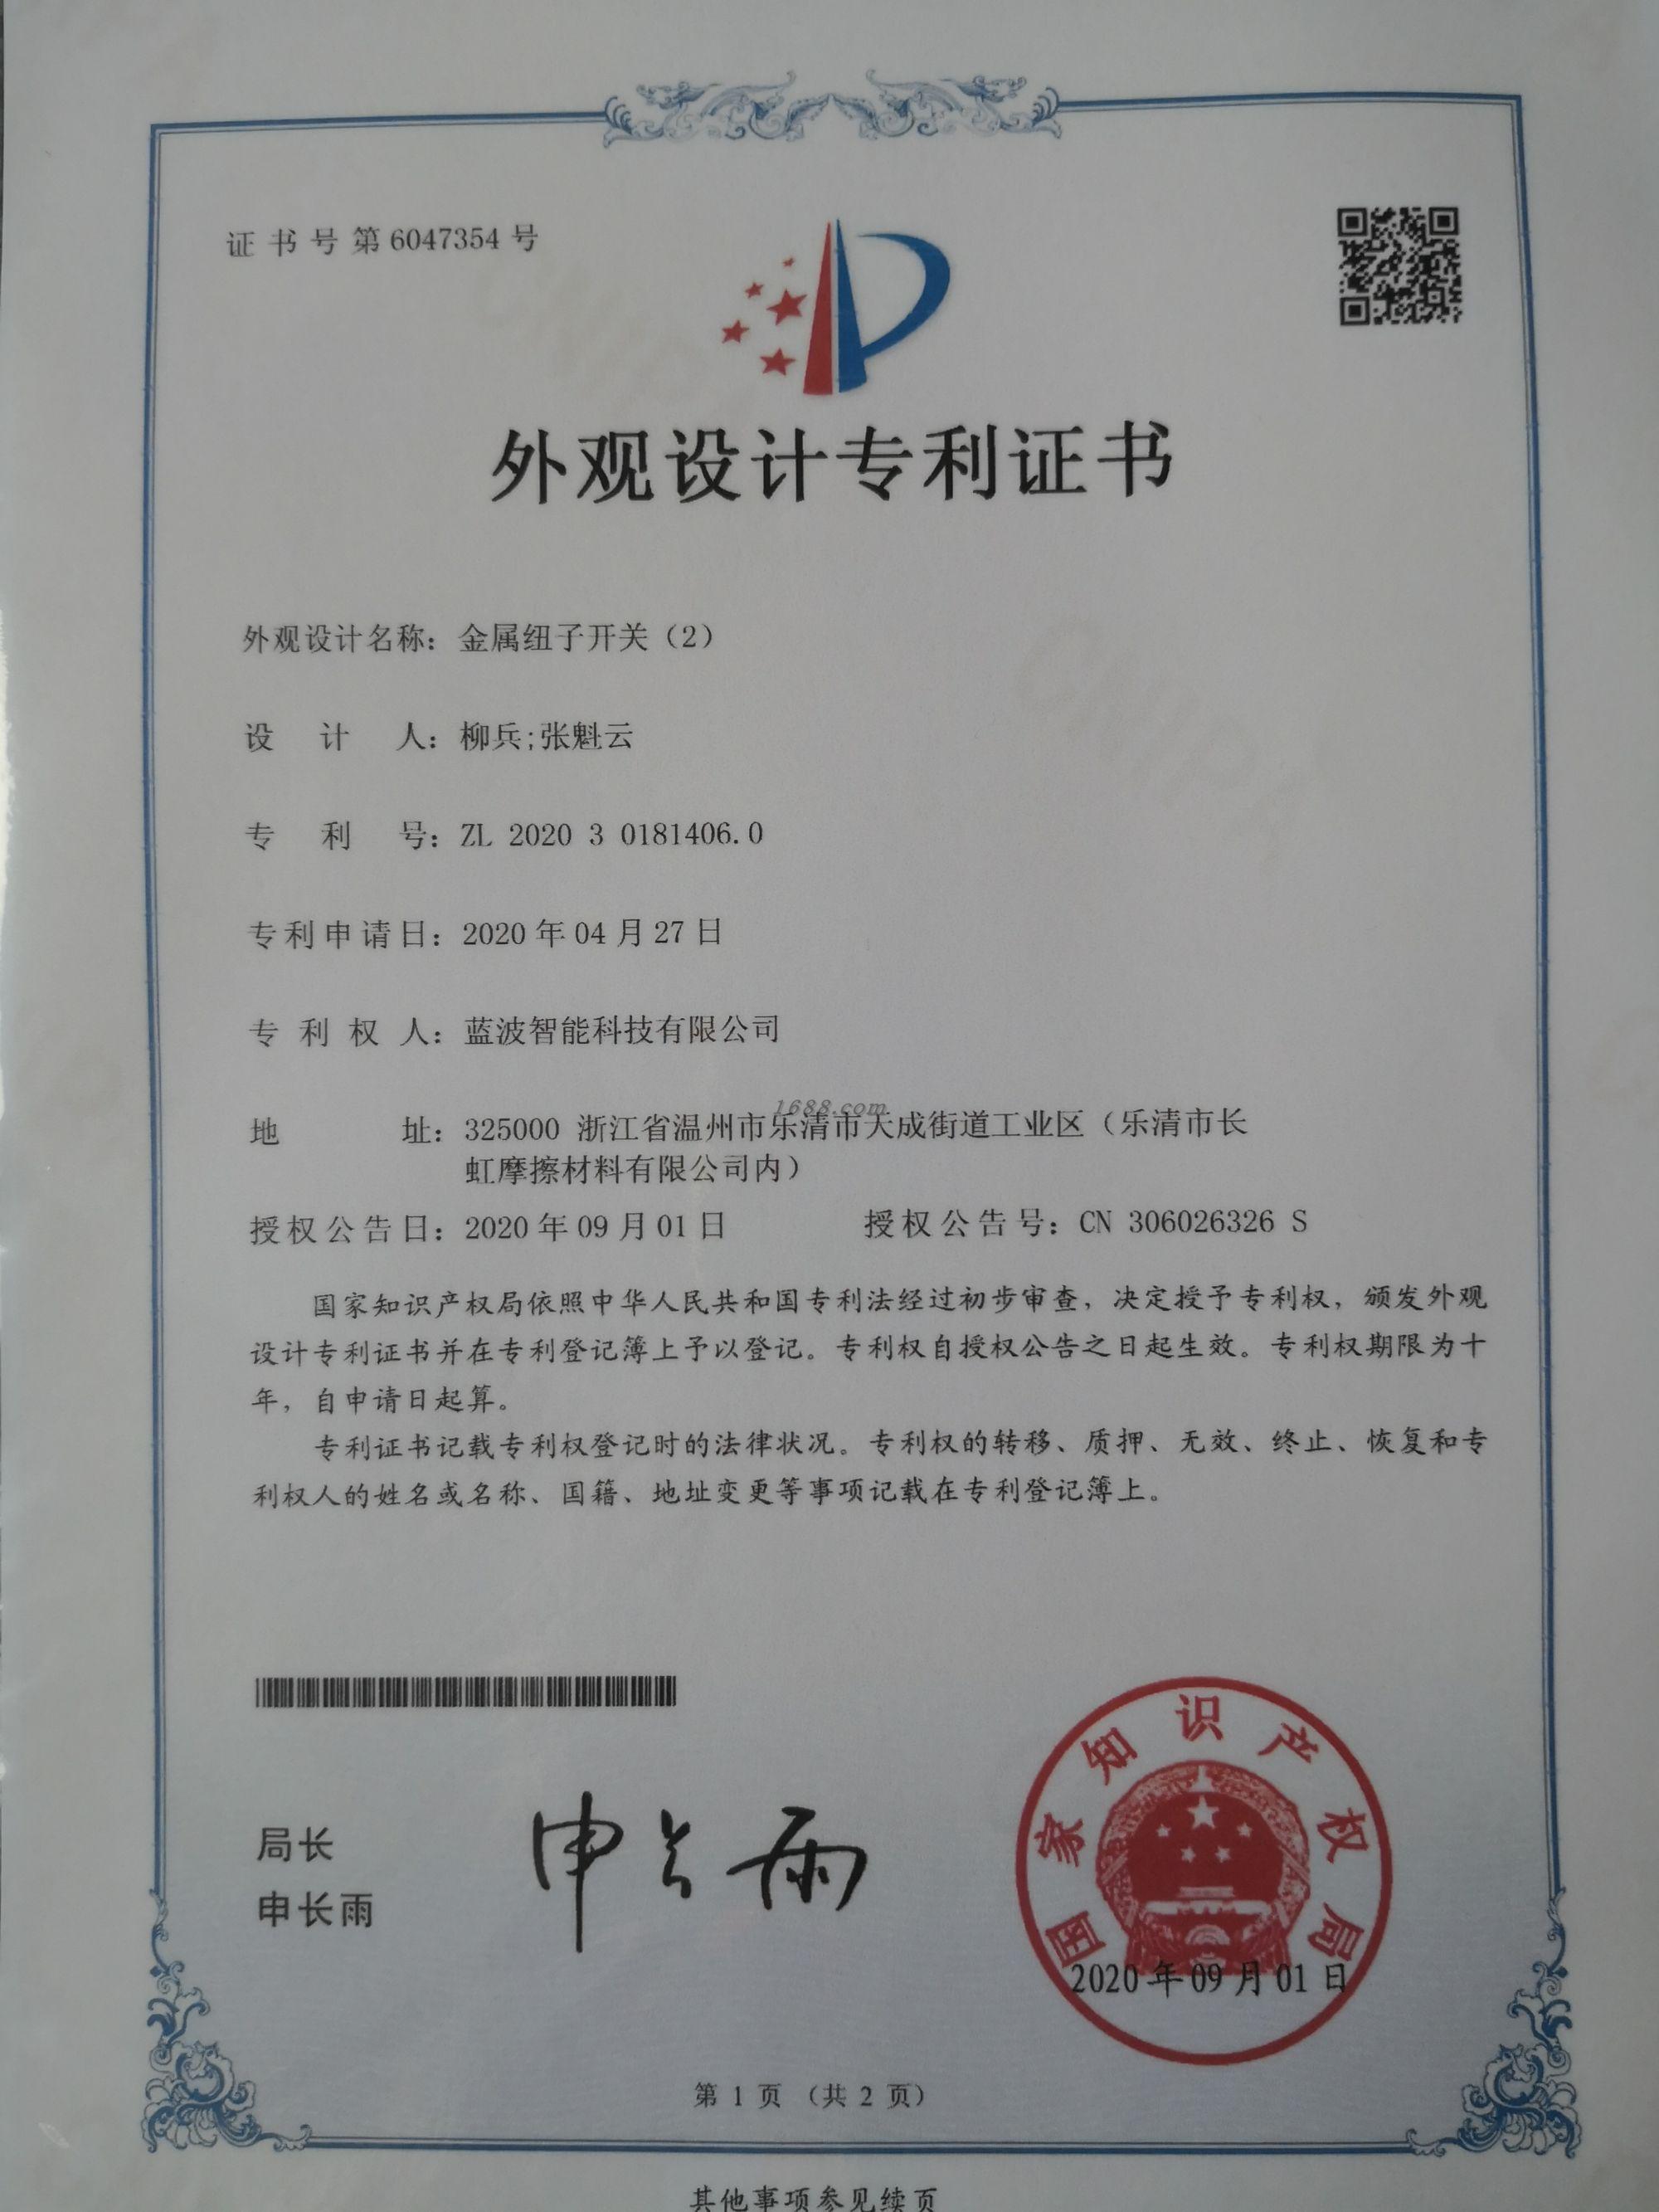 证书号第6047354号
外观设计专利证书
外观设计名称：金属纽子开关（2）
设计人：柳兵;张魁云
专利号：ZL 2020 3 0181406.0
专利申请日：2020年04月27日
专利权人：蓝波智能科技有限公司
1688.com
地址：325000 浙江省温州市乐清市天成街道工业区（乐清市长
虹摩擦材料有限公司内）
授权公告日：2020年09月01日 授权公告号：CN 306026326 S
国家知识产权局依照中华人民共和国专利法经过初步审查，决定授予专利权，颁发外观
设计专利证书并在专利登记簿上予以登记。专利权自授权公告之日起生效。专利权期限为十
年，自申请日起算。
专利证书记载专利权登记时的法律状况。专利权的转移、质押、无效、终止、恢复和专
利权人的姓名或名称、国籍、地址变更等事项记载在专利登记簿上。
局长
申长雨
申长雨
国家知识产权局
2020年09月01日
第 1 页 （共 2 页）
其他事项参见续页